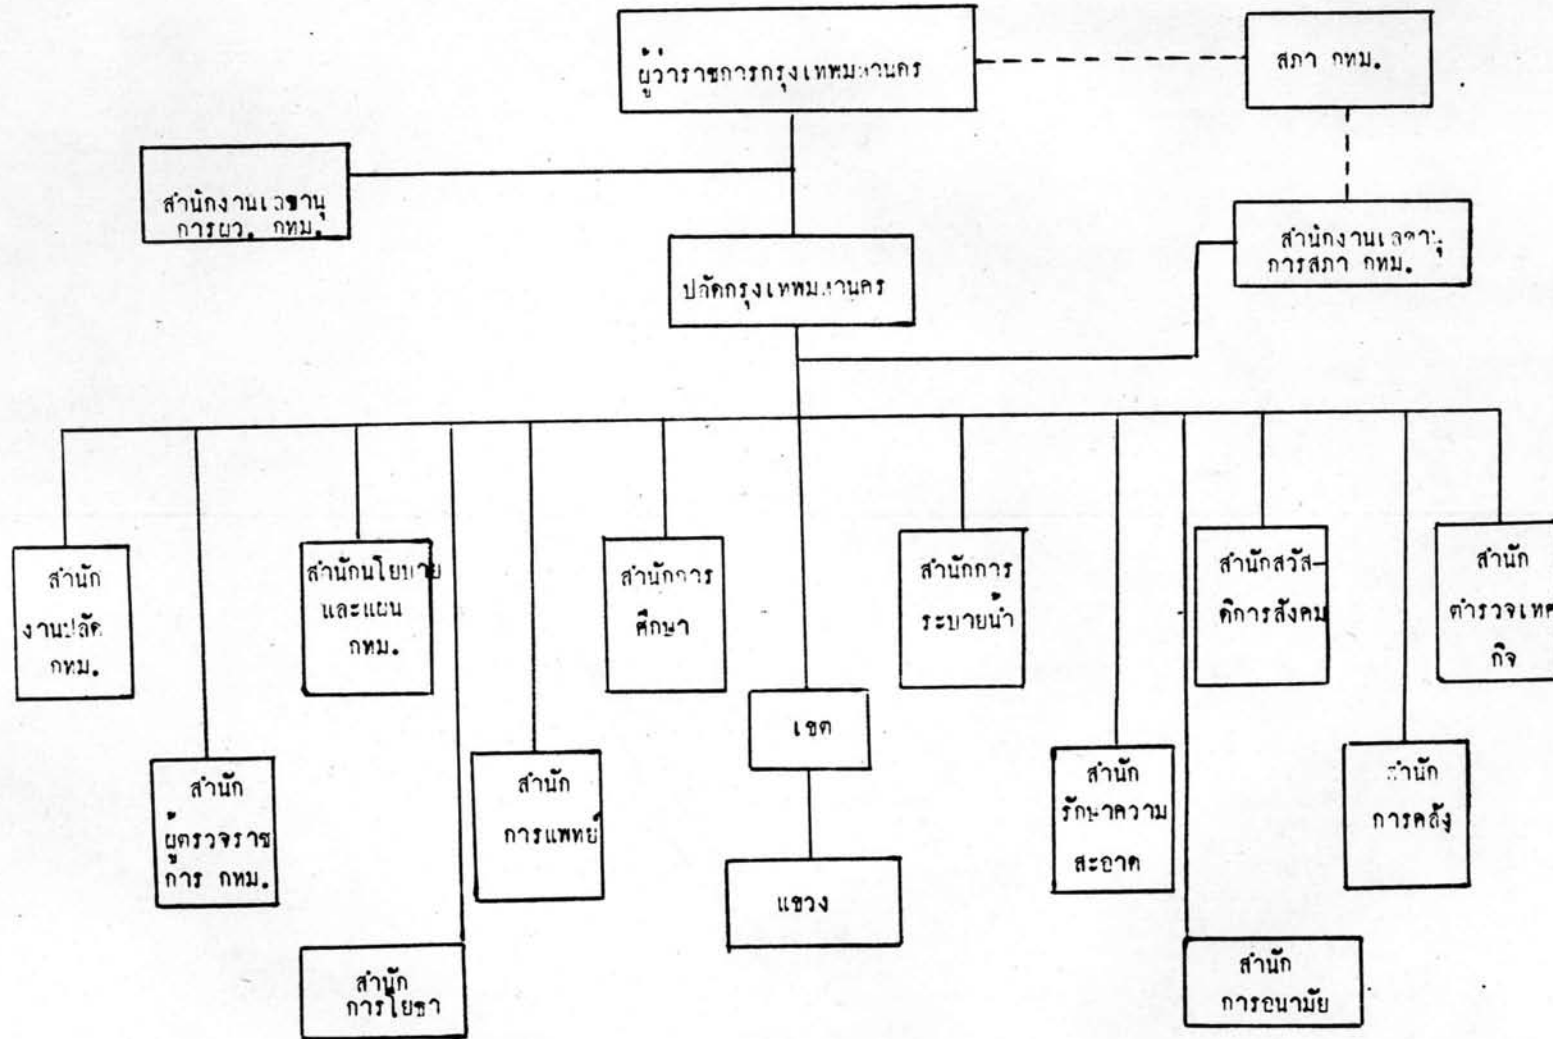 ผู้ว่าราชการกรุงเทพมหานคร
สภา กทม.
สำนักงานเลขานุ
การผว. กทม.
สำนักงานเลขานุ
การสภา กทม.
ปลัดกรุงเทพมหานคร
สำนัก
งานปลัด
กทม.
สำนักนโยบาย
และแผน
กทม.
สำนักการ
ศึกษา
สำนักการ
ระบายน้ำ
สำนักสวัส-
ดิการสังคม
สำนัก
ตำรวจเทศ
กิจ
เขต
สำนัก
ผู้ตรวจราช
การ กทม.
สำนัก
การแพทย์
แขวง
สำนัก
รักษาความ
สะอาด
สำนัก
การคลัง
สำนัก
การโยธา
สำนัก
การอนามัย